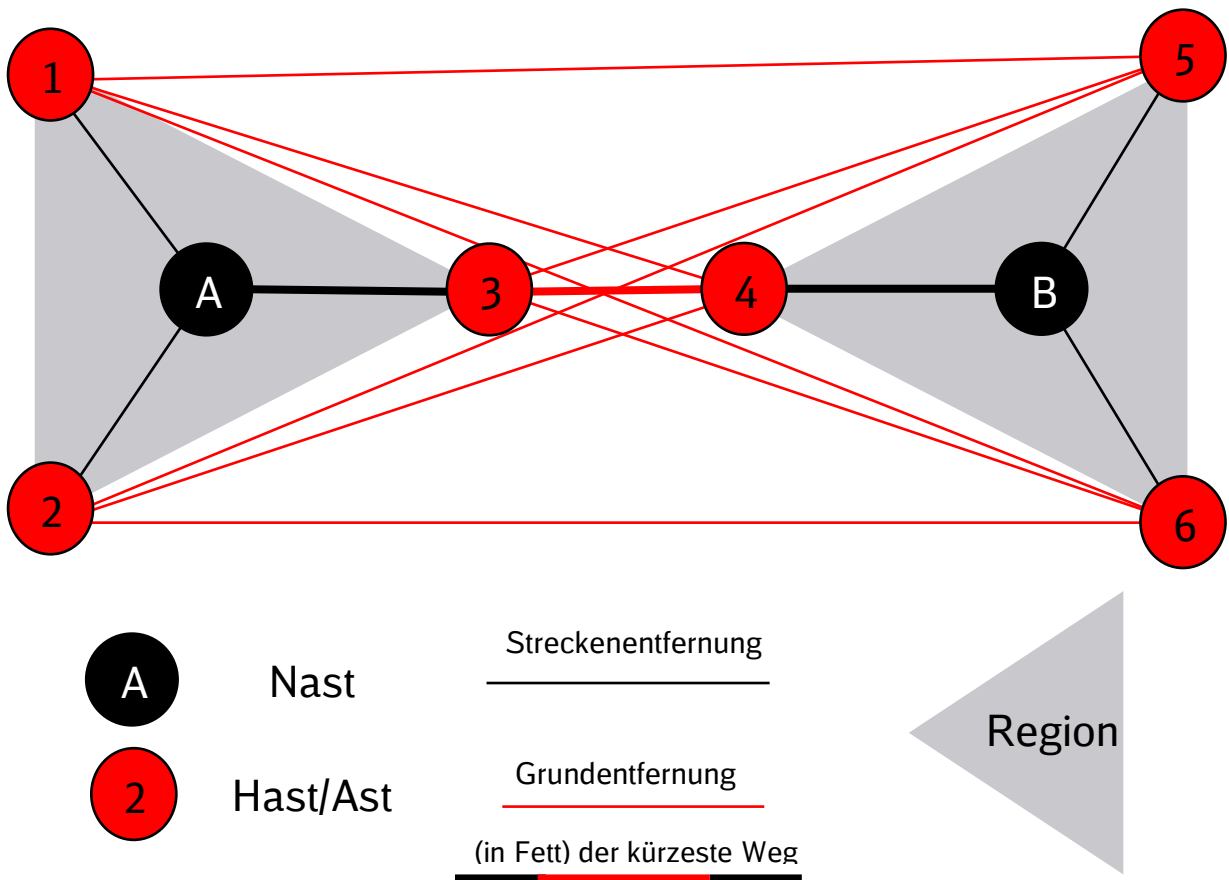 1
5
A
3
4
B
2
6
Streckenentfernung
A
Nast
Region
Grundentfernung
2
Hast/Ast
(in Fett) der kürzeste Weg